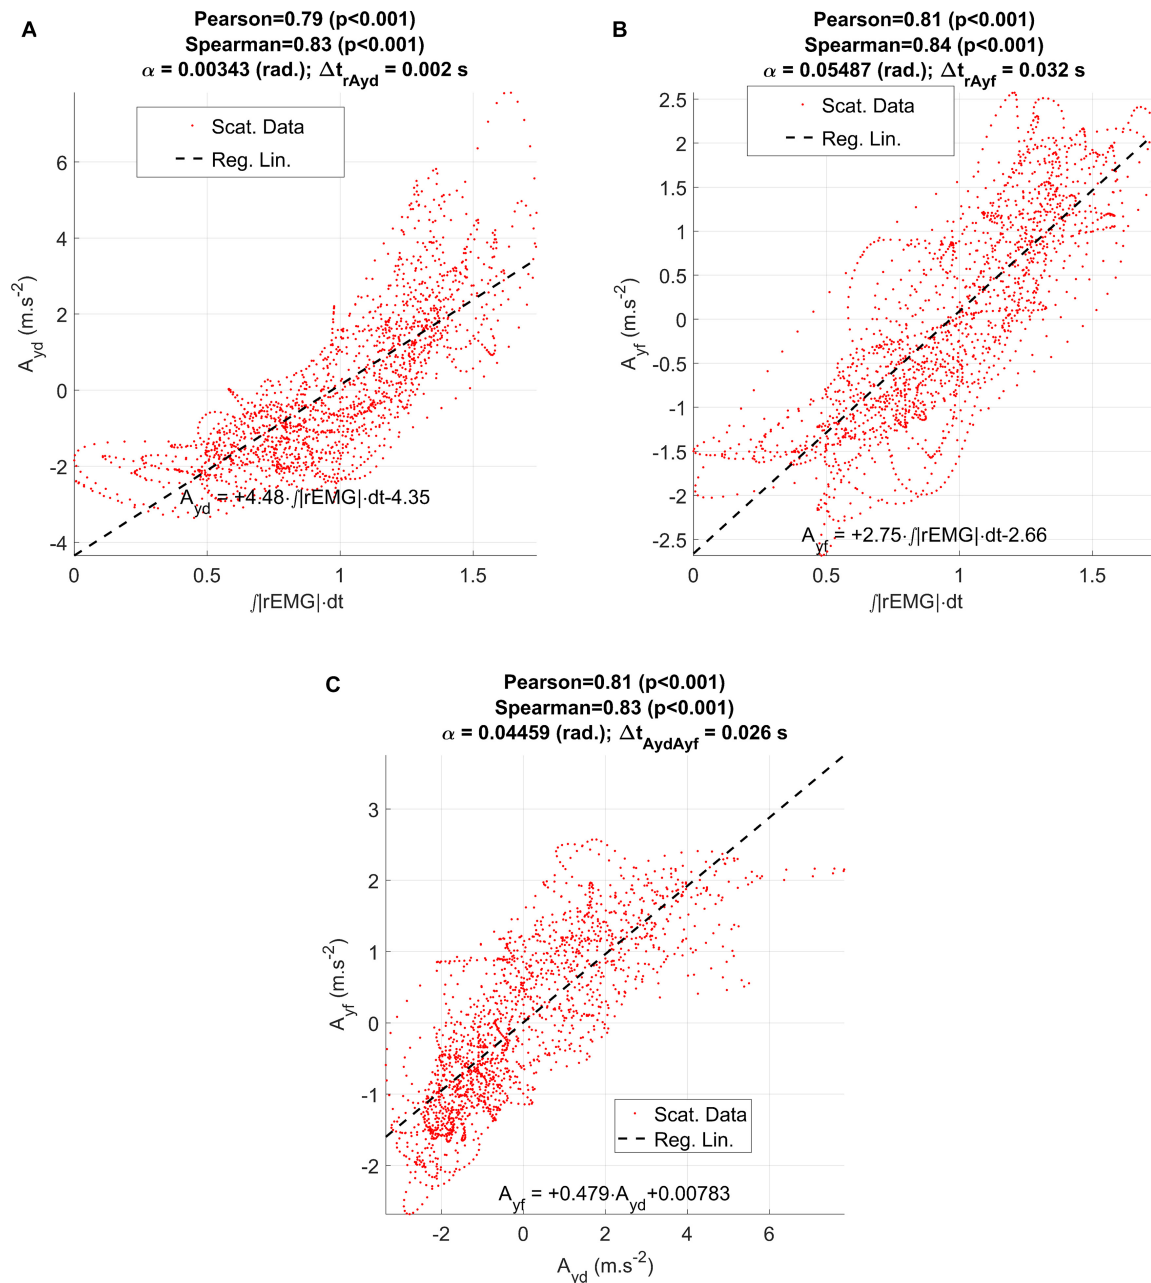 A
Pearson=0.79 (p<0.001)
Spearman=0.83 (p<0.001)
α = 0.00343 (rad.); Δt_rAyd = 0.002 s
Scat. Data
Reg. Lin.
6
4
2
0
-2
-4
A_yd (m.s^-2)
A_yd = +4.48·∫|rEMG|·dt-4.35
0 0.5 1 1.5
∫|rEMG|·dt
B
Pearson=0.81 (p<0.001)
Spearman=0.84 (p<0.001)
α = 0.05487 (rad.); Δt_rAyf = 0.032 s
Scat. Data
Reg. Lin.
2.5
2
1.5
1
0.5
0
-0.5
-1
-1.5
-2
-2.5
A_yf (m.s^-2)
A_yf = +2.75·∫|rEMG|·dt-2.66
0 0.5 1 1.5
∫|rEMG|·dt
C
Pearson=0.81 (p<0.001)
Spearman=0.83 (p<0.001)
α = 0.04459 (rad.); Δt_AydAyf = 0.026 s
3
2
1
0
-1
-2
A_yf (m.s^-2)
Scat. Data
Reg. Lin.
A_yf = +0.479·A_yd+0.00783
-2 0 2 4 6
A_yd (m.s^-2)